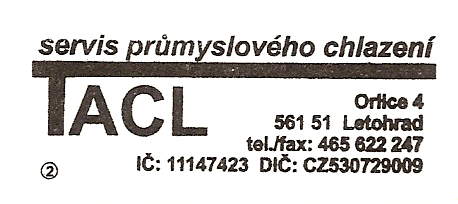 servis průmyslového chlazení
TACL
Orlice 4
561 51 Letohrad
tel./fax: 465 622 247
② IČ: 11147423 DIČ: CZ530729009